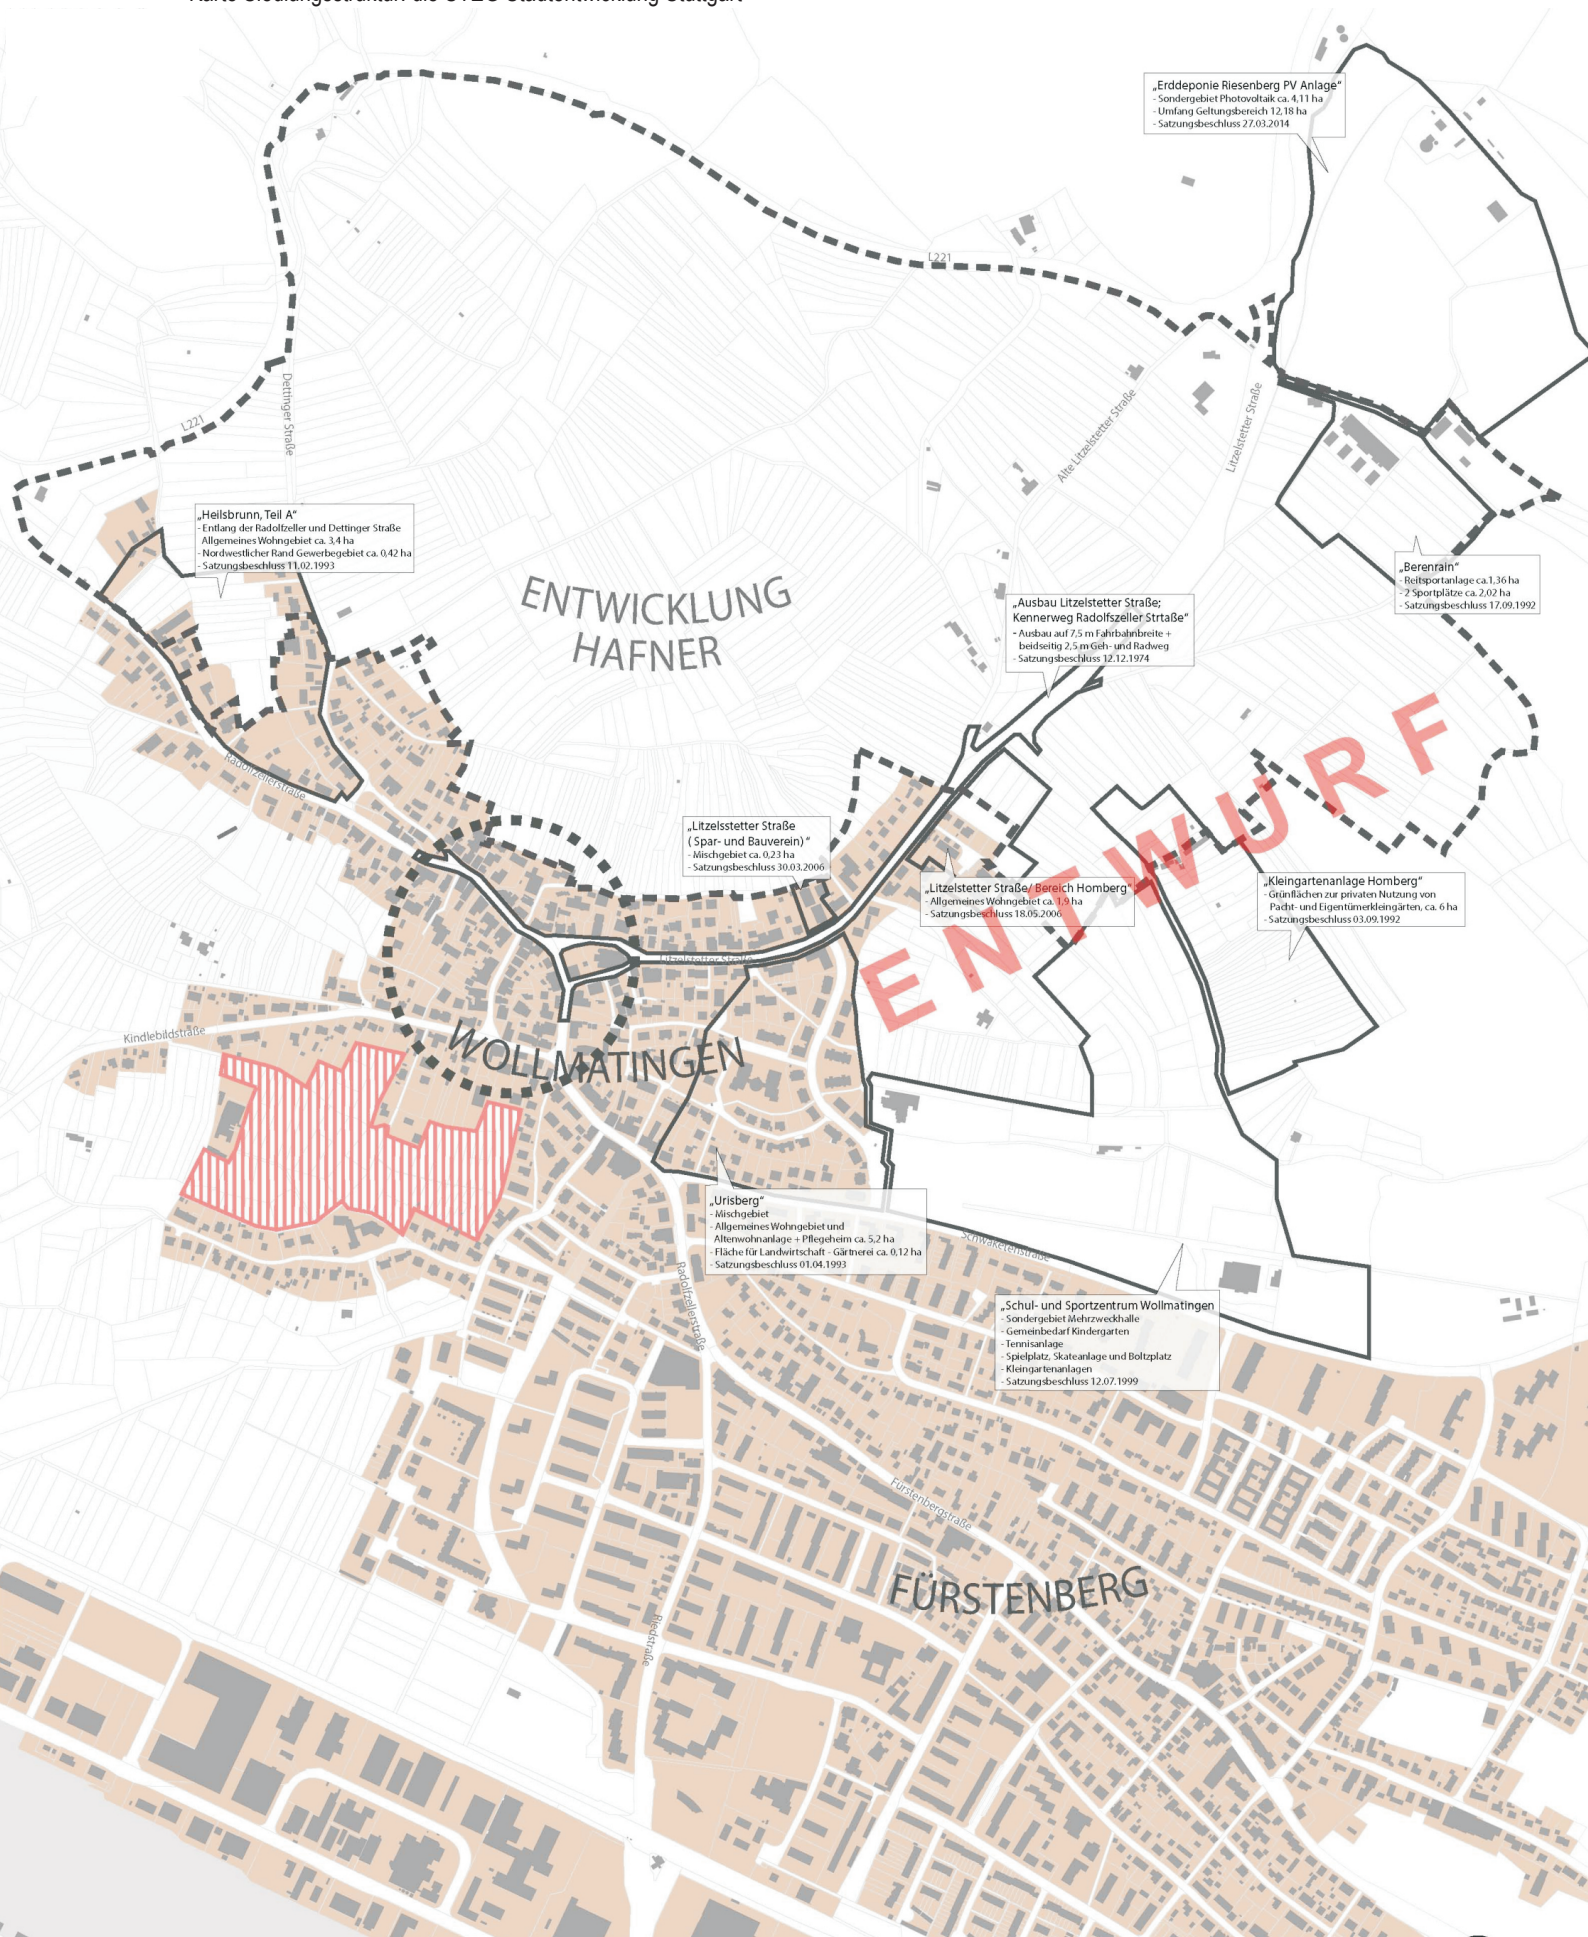 Karte Siedlungsstruktur: die STEG Stadtentwicklung Stuttgart
„Erddeponie Riesenberg PV Anlage“
- Sondergebiet Photovoltaik ca. 4,11 ha
- Umfang Geltungsbereich 12,18 ha
- Satzungsbeschluss 27.03.2014
L221
Dettinger Straße
L221
Alte Litzelstetter Straße
Litzelstetter Straße
„Heilsbrunn, Teil A“
- Entlang der Radolfzeller und Dettinger Straße
Allgemeines Wohngebiet ca. 3,4 ha
- Nordwestlicher Rand Gewerbegebiet ca. 0,42 ha
- Satzungsbeschluss 11.02.1993
„Berenrain“
- Reitsportanlage ca.1,36 ha
- 2 Sportplätze ca. 2,02 ha
- Satzungsbeschluss 17.09.1992
ENTWICKLUNG
HAFNER
„Ausbau Litzelstetter Straße;
Kennerweg Radolfszeller Strtaße“
- Ausbau auf 7,5 m Fahrbahnbreite +
beidseitig 2,5 m Geh- und Radweg
- Satzungsbeschluss 12.12.1974
ENTWURF
Radolfzellerstraße
„Litzelsstetter Straße
( Spar- und Bauverein) “
- Mischgebiet ca. 0,23 ha
- Satzungsbeschluss 30.03.2006
„Litzelstetter Straße/ Bereich Homberg“
- Allgemeines Wohngebiet ca. 1,9 ha
- Satzungsbeschluss 18.05.2006
„Kleingartenanlage Homberg“
- Grünflächen zur privaten Nutzung von
Pacht- und Eigentümerkleingärten, ca. 6 ha
- Satzungsbeschluss 03.09.1992
Litzelstetter Straße
Kindlebildstraße
WOLLMATINGEN
„Urisberg“
- Mischgebiet
- Allgemeines Wohngebiet und
Altenwohnanlage + Pflegeheim ca. 5,2 ha
- Fläche für Landwirtschaft - Gärtnerei ca. 0,12 ha
- Satzungsbeschluss 01.04.1993
Schwaketenstraße
Radolfzellerstraße
„Schul- und Sportzentrum Wollmatingen
- Sondergebiet Mehrzweckhalle
- Gemeinbedarf Kindergarten
- Tennisanlage
- Spielplatz, Skateanlage und Boltzplatz
- Kleingartenanlagen
- Satzungsbeschluss 12.07.1999
Fürstenbergstraße
FÜRSTENBERG
Riedstraße